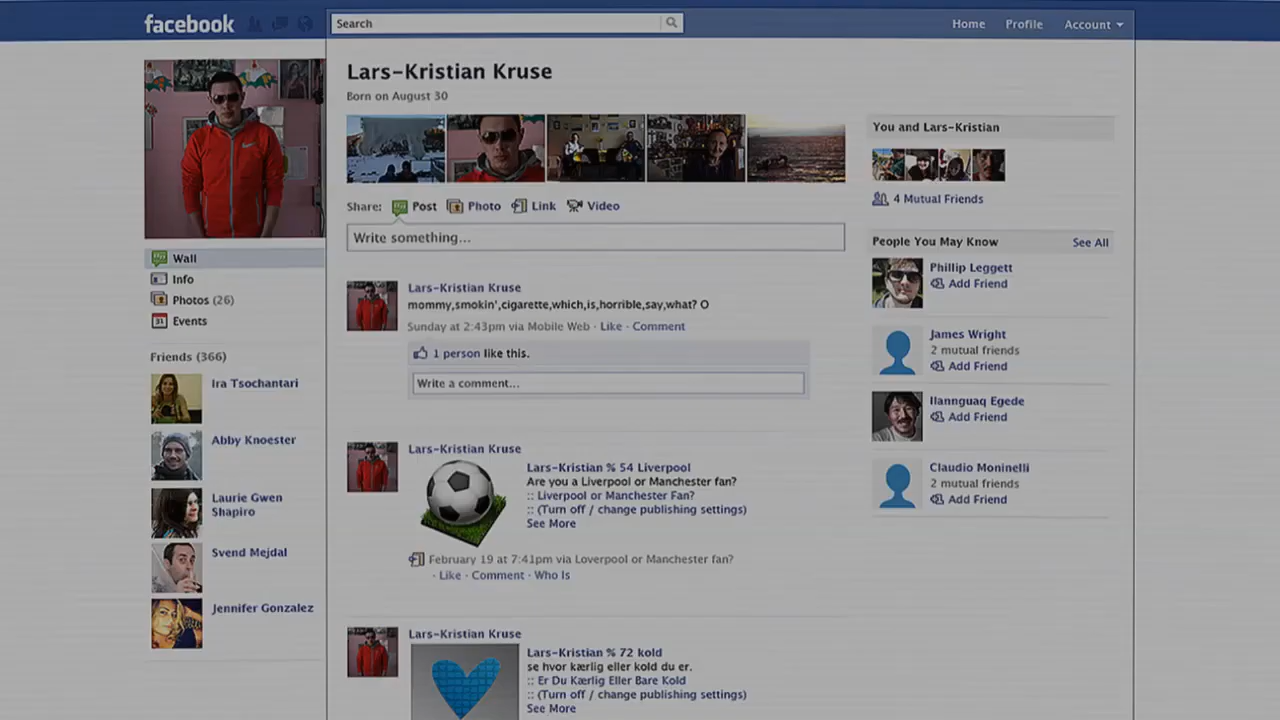 facebook
Search
Home Profile Account
Lars-Kristian Kruse
Born on August 30
Share: Post Photo Link Video
Write something...
Lars-Kristian Kruse
mommy,smokin',cigarette,which,is,horrible,say,what? O
Sunday at 2:43pm via Mobile Web · Like · Comment
1 person like this.
Write a comment...
Lars-Kristian Kruse
Lars-Kristian % 54 Liverpool
Are you a Liverpool or Manchester fan?
:: Liverpool or Manchester Fan?
:: (Turn off / change publishing settings)
See More
February 19 at 7:41pm via Loverpool or Manchester fan?
· Like · Comment · Who Is
Lars-Kristian Kruse
Lars-Kristian % 72 kold
se hvor kærlig eller kold du er.
:: Er Du Kærlig Eller Bare Kold
:: (Turn off / change publishing settings)
See More
Wall
Info
Photos (26)
31 Events
Friends (366)
Ira Tsochantari
Abby Knoester
Laurie Gwen
Shapiro
Svend Mejdal
Jennifer Gonzalez
You and Lars-Kristian
4 Mutual Friends
People You May Know See All
Phillip Leggett
Add Friend
James Wright
2 mutual friends
Add Friend
Ilannguaq Egede
Add Friend
Claudio Moninelli
2 mutual friends
Add Friend